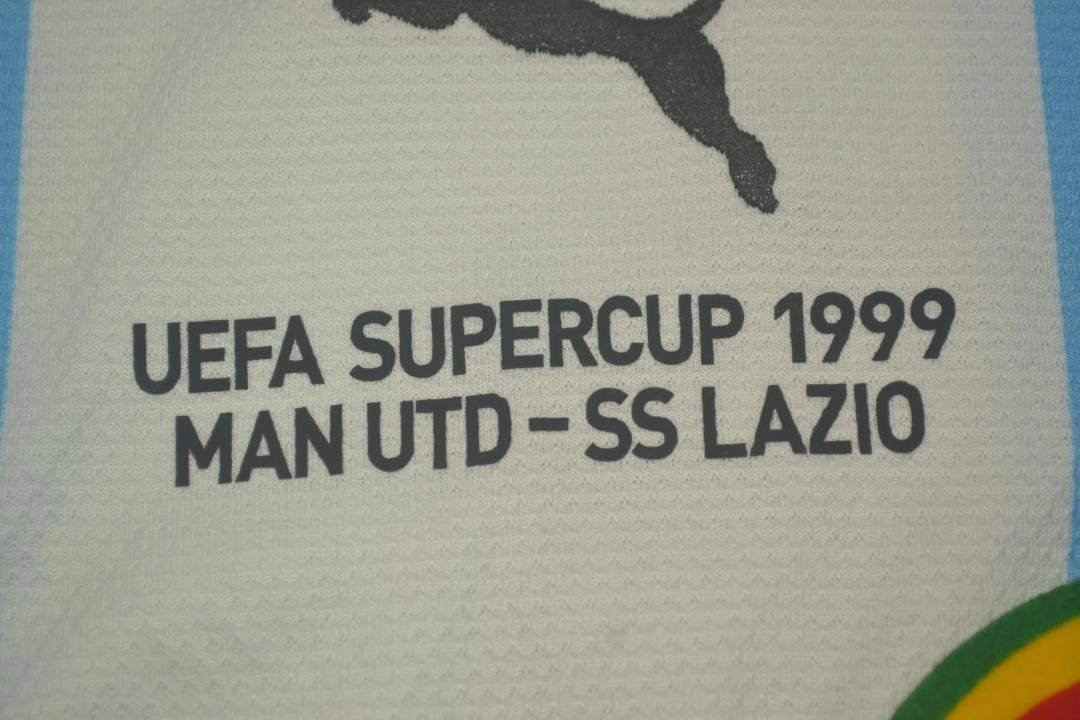 UEFA SUPERCUP 1999
MAN UTD – SS LAZIO